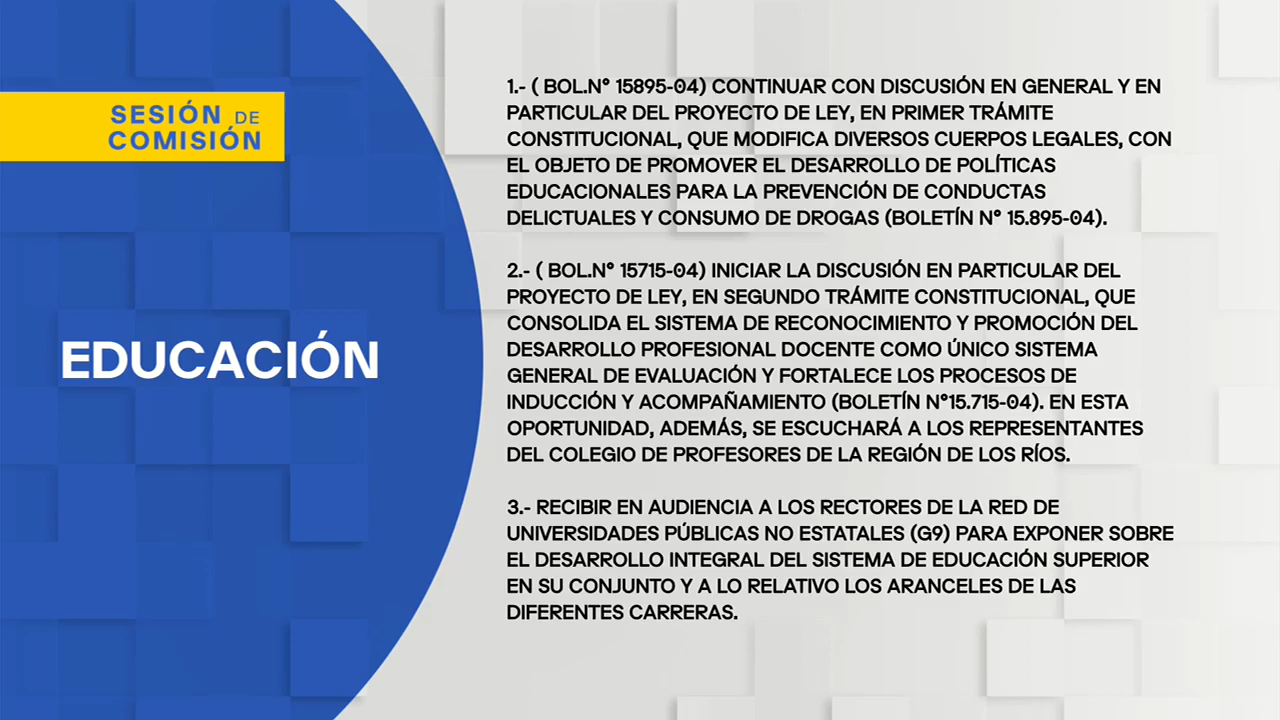 SESIÓN DE
COMISIÓN
EDUCACIÓN
1.- ( BOL.N° 15895-04) CONTINUAR CON DISCUSIÓN EN GENERAL Y EN
PARTICULAR DEL PROYECTO DE LEY, EN PRIMER TRÁMITE
CONSTITUCIONAL, QUE MODIFICA DIVERSOS CUERPOS LEGALES, CON
EL OBJETO DE PROMOVER EL DESARROLLO DE POLÍTICAS
EDUCACIONALES PARA LA PREVENCIÓN DE CONDUCTAS
DELICTUALES Y CONSUMO DE DROGAS (BOLETÍN N° 15.895-04).
2.- ( BOL.N° 15715-04) INICIAR LA DISCUSIÓN EN PARTICULAR DEL
PROYECTO DE LEY, EN SEGUNDO TRÁMITE CONSTITUCIONAL, QUE
CONSOLIDA EL SISTEMA DE RECONOCIMIENTO Y PROMOCIÓN DEL
DESARROLLO PROFESIONAL DOCENTE COMO ÚNICO SISTEMA
GENERAL DE EVALUACIÓN Y FORTALECE LOS PROCESOS DE
INDUCCIÓN Y ACOMPAÑAMIENTO (BOLETÍN N°15.715-04). EN ESTA
OPORTUNIDAD, ADEMÁS, SE ESCUCHARÁ A LOS REPRESENTANTES
DEL COLEGIO DE PROFESORES DE LA REGIÓN DE LOS RÍOS.
3.- RECIBIR EN AUDIENCIA A LOS RECTORES DE LA RED DE
UNIVERSIDADES PÚBLICAS NO ESTATALES (G9) PARA EXPONER SOBRE
EL DESARROLLO INTEGRAL DEL SISTEMA DE EDUCACIÓN SUPERIOR
EN SU CONJUNTO Y A LO RELATIVO LOS ARANCELES DE LAS
DIFERENTES CARRERAS.